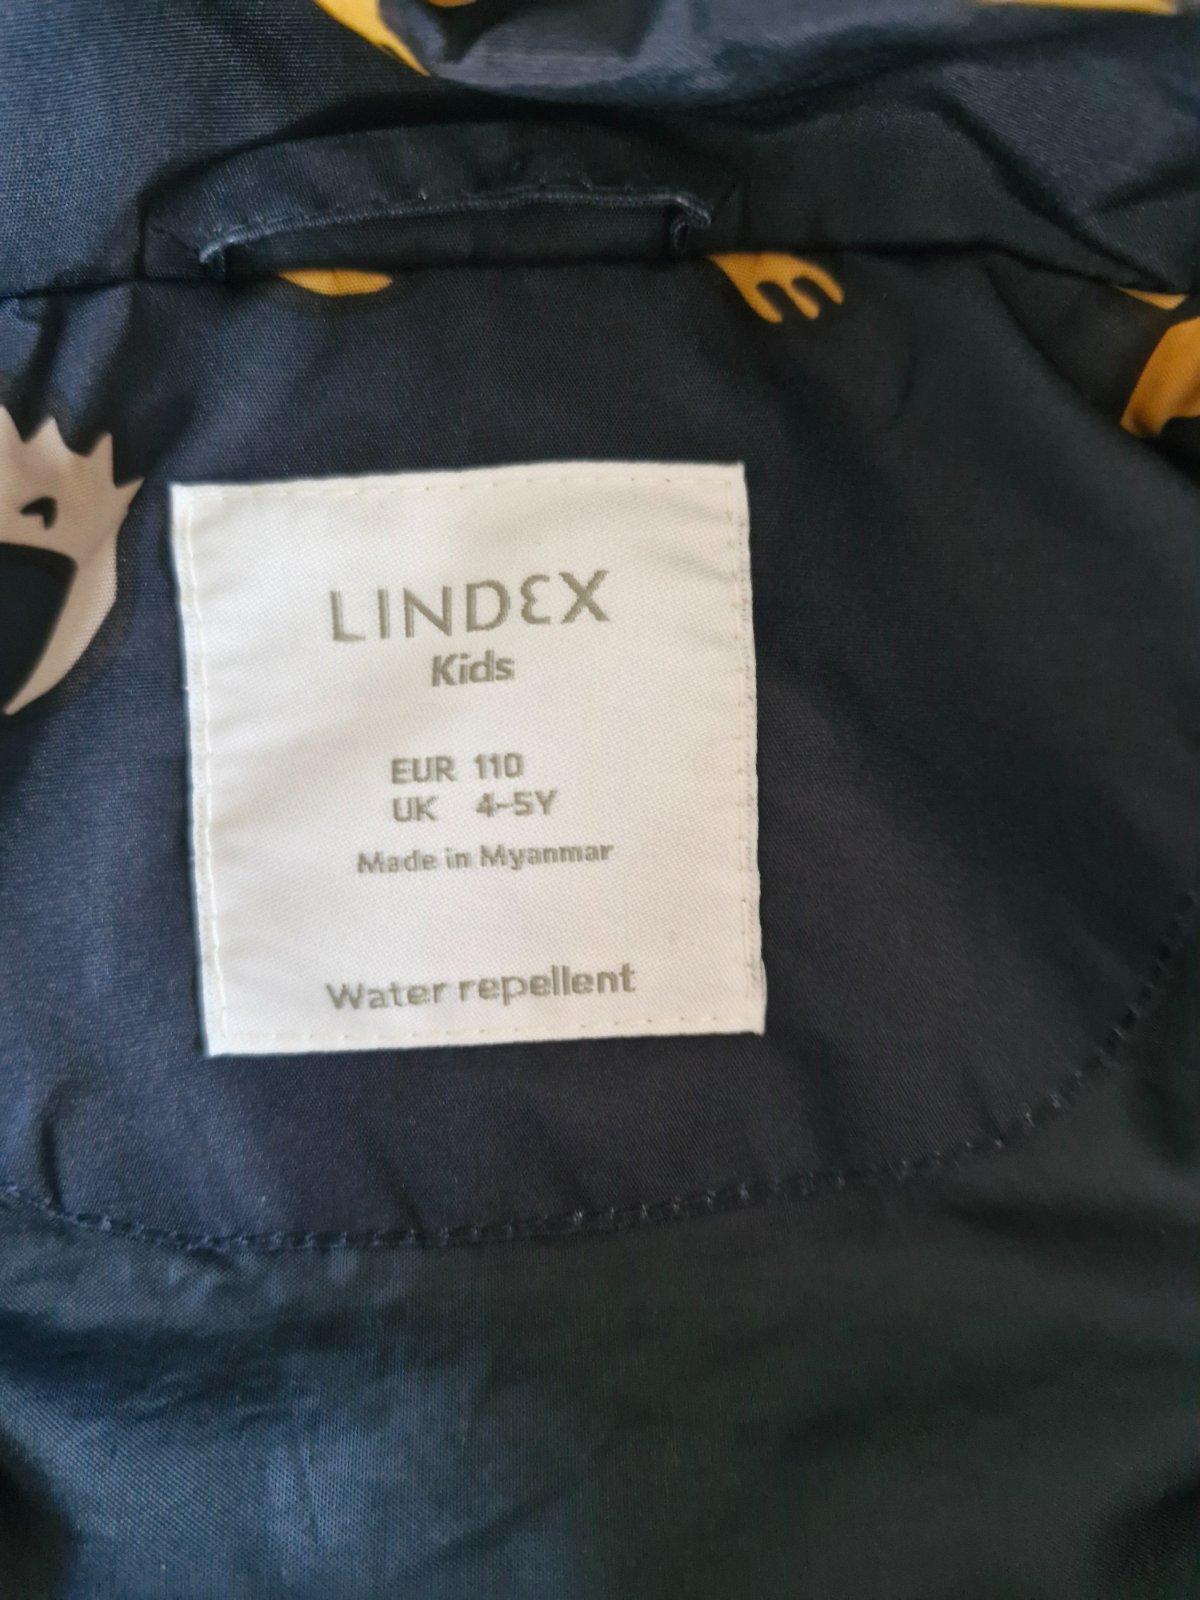 LINDEX
Kids
EUR 110
UK 4-5Y
Made in Myanmar
Water repellent